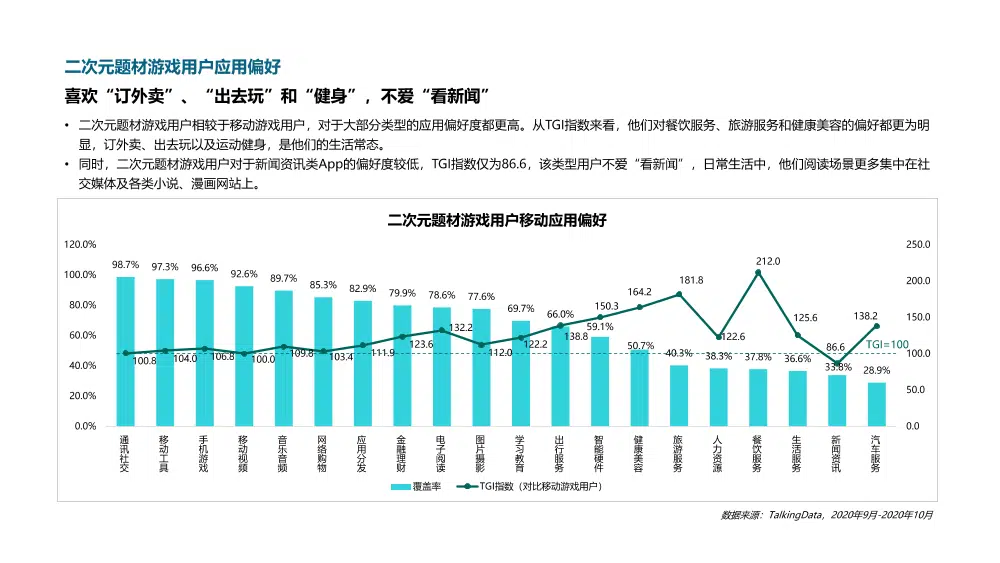 二次元题材游戏用户应用偏好
喜欢“订外卖”、“出去玩”和“健身”，不爱“看新闻”
• 二次元题材游戏用户相较于移动游戏用户，对于大部分类型的应用偏好度都更高。从TGI指数来看，他们对餐饮服务、旅游服务和健康美容的偏好都更为明
显，订外卖、出去玩以及运动健身，是他们的生活常态。
• 同时，二次元题材游戏用户对于新闻资讯类App的偏好度较低，TGI指数仅为86.6，该类型用户不爱“看新闻”，日常生活中，他们阅读场景更多集中在社
交媒体及各类小说、漫画网站上。
二次元题材游戏用户移动应用偏好
120.0%
100.0%
80.0%
60.0%
40.0%
20.0%
0.0%
250.0
200.0
150.0
100.0
50.0
0.0
98.7%
97.3%
96.6%
92.6%
89.7%
85.3%
82.9%
79.9%
78.6%
77.6%
69.7%
66.0%
59.1%
50.7%
40.3%
38.3%
37.8%
36.6%
33.8%
28.9%
100.8
104.0
106.8
100.0
109.8
103.4
111.9
123.6
132.2
112.0
122.2
138.8
150.3
164.2
181.8
122.6
212.0
125.6
86.6
138.2
TGI=100
通讯社交
移动工具
手机游戏
移动视频
音乐音频
网络购物
应用分发
金融理财
电子阅读
图片摄影
学习教育
出行服务
智能硬件
健康美容
旅游服务
人力资源
餐饮服务
生活服务
新闻资讯
汽车服务
覆盖率
TGI指数（对比移动游戏用户）
数据来源：TalkingData，2020年9月-2020年10月